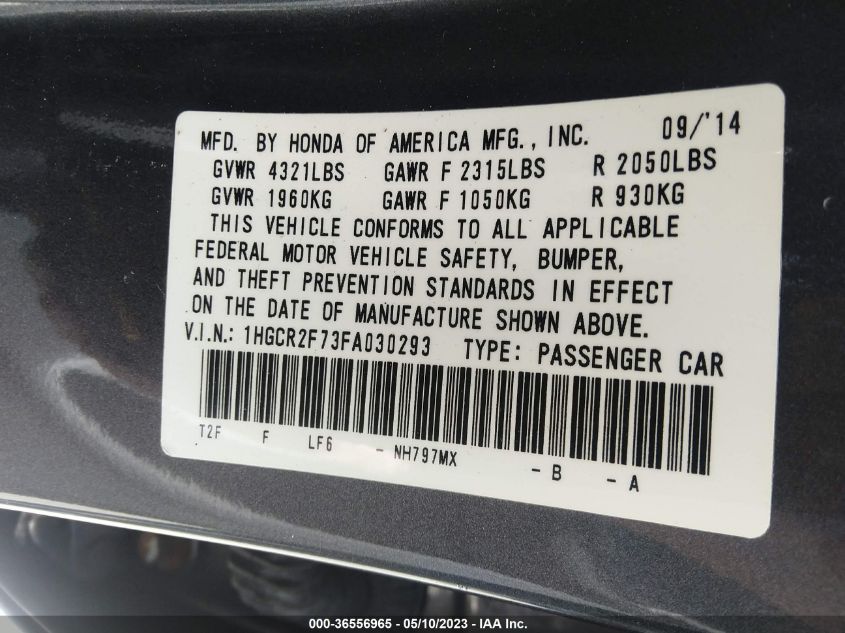 MFD. BY HONDA OF AMERICA MFG., INC. 09/'14
GVWR 4321LBS GAWR F 2315LBS R 2050LBS
GVWR 1960KG GAWR F 1050KG R 930KG
THIS VEHICLE CONFORMS TO ALL APPLICABLE
FEDERAL MOTOR VEHICLE SAFETY, BUMPER,
AND THEFT PREVENTION STANDARDS IN EFFECT
ON THE DATE OF MANUFACTURE SHOWN ABOVE.
V.I.N.: 1HGCR2F73FA030293 TYPE: PASSENGER CAR
T2F F LF6 - NH797MX - B - A
000-36556965 - 05/10/2023 - IAA Inc.